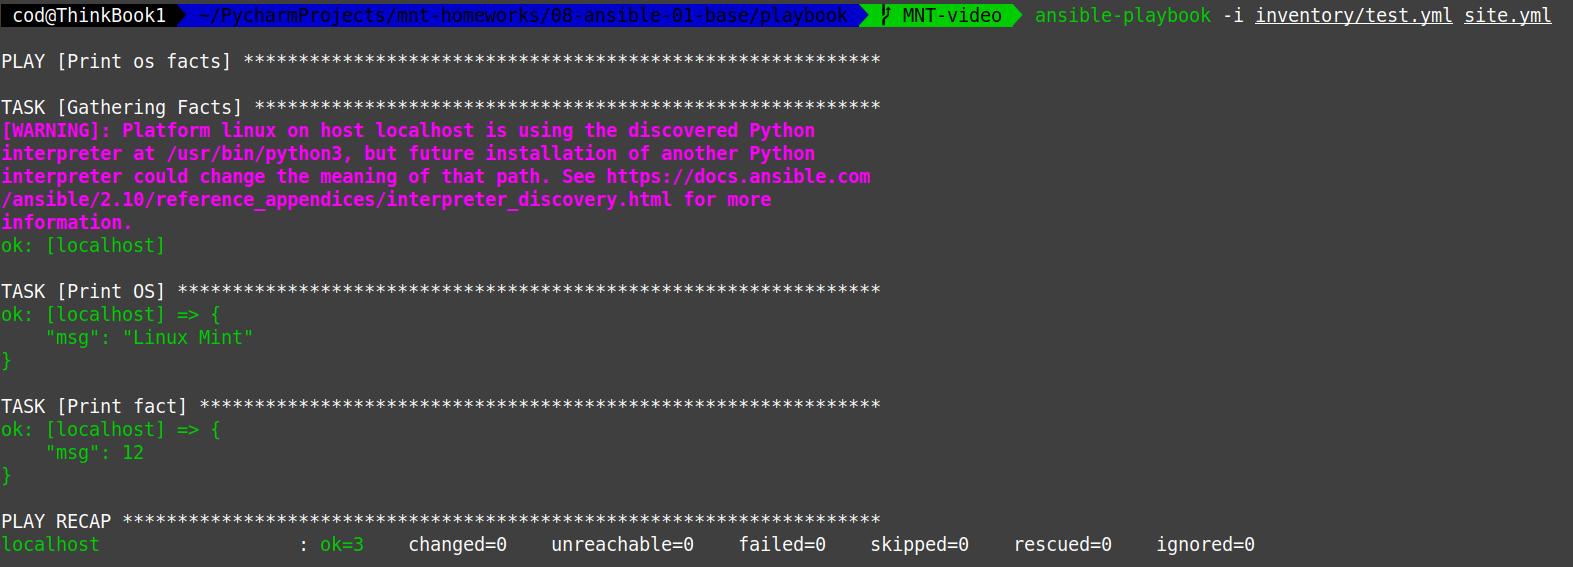 cod@ThinkBook1 ~/PycharmProjects/mnt-homeworks/08-ansible-01-base/playbook MNT-video ansible-playbook -i inventory/test.yml site.yml
PLAY [Print os facts] **********************************************************
TASK [Gathering Facts] *********************************************************
[WARNING]: Platform linux on host localhost is using the discovered Python
interpreter at /usr/bin/python3, but future installation of another Python
interpreter could change the meaning of that path. See https://docs.ansible.com
/ansible/2.10/reference_appendices/interpreter_discovery.html for more
information.
ok: [localhost]
TASK [Print OS] ****************************************************************
ok: [localhost] => {
    "msg": "Linux Mint"
}
TASK [Print fact] **************************************************************
ok: [localhost] => {
    "msg": 12
}
PLAY RECAP *********************************************************************
localhost                  : ok=3    changed=0    unreachable=0    failed=0    skipped=0    rescued=0    ignored=0